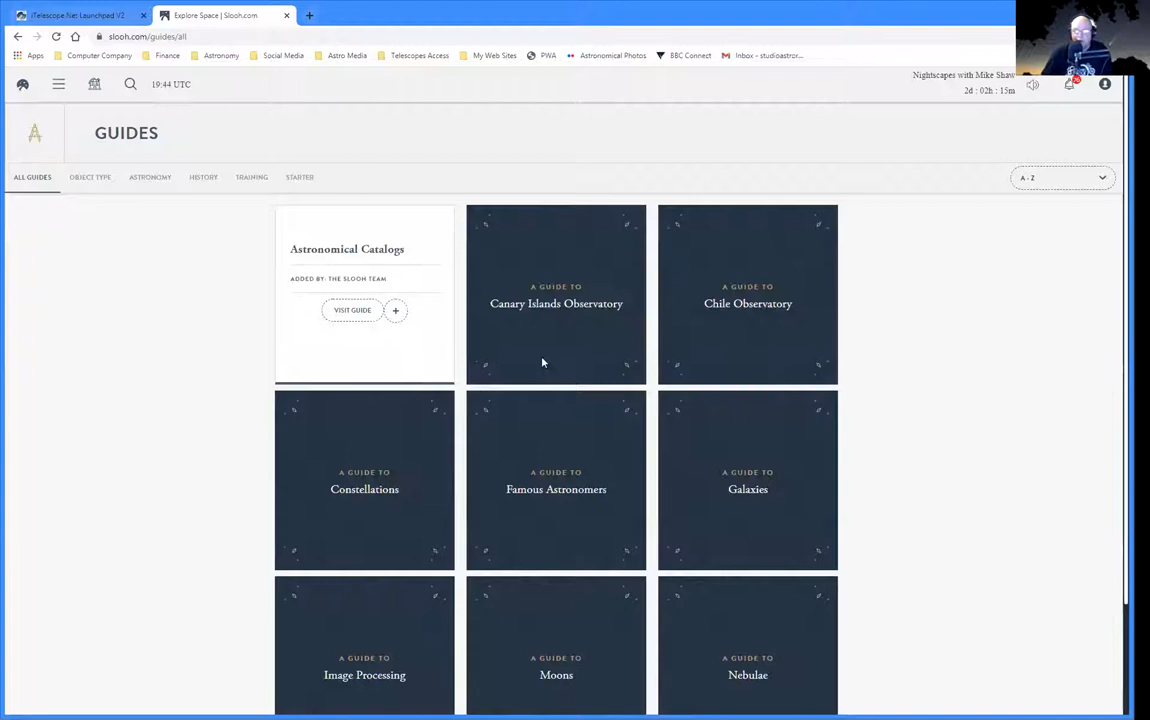 iTelescope.Net Launchpad V2
Explore Space | Slooh.com
slooh.com/guides/all
Apps Computer Company Finance Astronomy Social Media Astro Media Telescopes Access My Web Sites PWA Astronomical Photos BBC Connect Inbox - studioastror...
19:44 UTC
Nightscapes with Mike Shaw
2d : 02h : 15m
GUIDES
ALL GUIDES OBJECT TYPE ASTRONOMY HISTORY TRAINING STARTER
A - Z
Astronomical Catalogs
ADDED BY: THE SLOOH TEAM
VISIT GUIDE +
A GUIDE TO
Canary Islands Observatory
A GUIDE TO
Chile Observatory
A GUIDE TO
Constellations
A GUIDE TO
Famous Astronomers
A GUIDE TO
Galaxies
A GUIDE TO
Image Processing
A GUIDE TO
Moons
A GUIDE TO
Nebulae